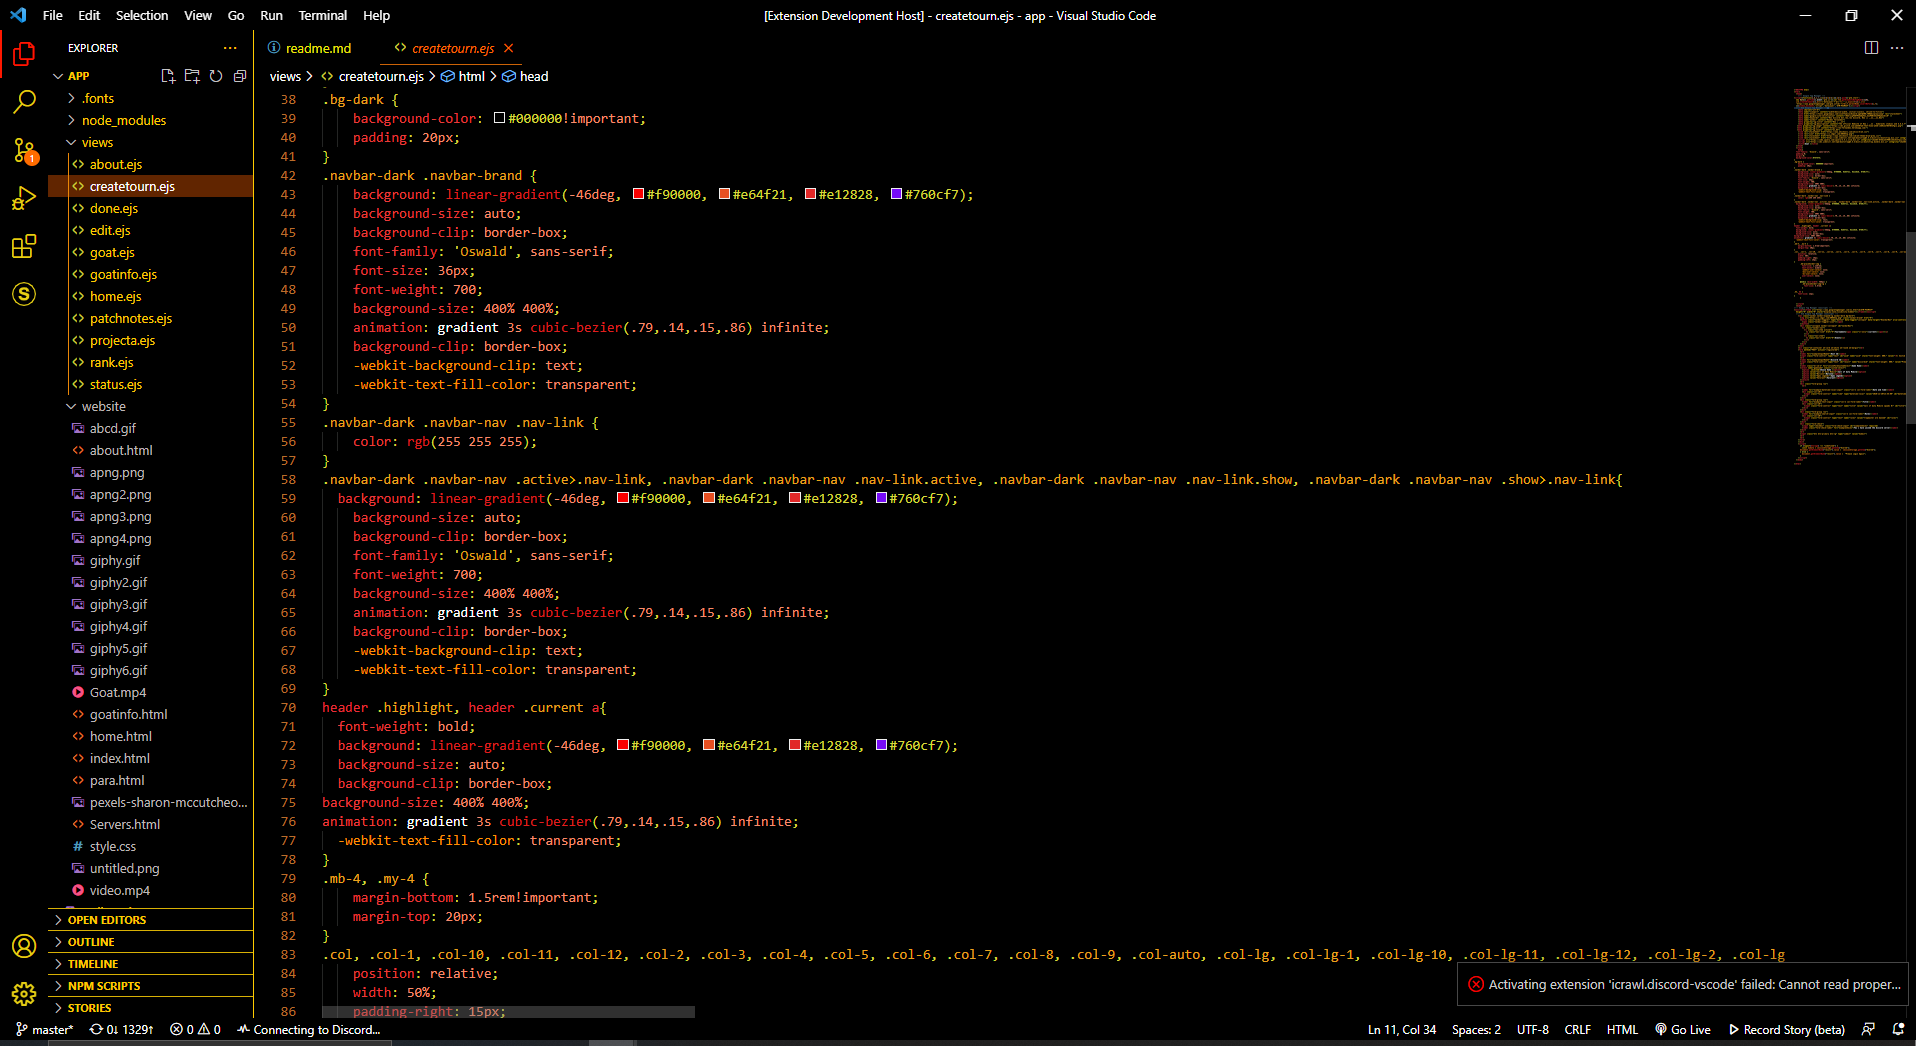 File Edit Selection View Go Run Terminal Help
[Extension Development Host] - createtourn.ejs - app - Visual Studio Code
EXPLORER
APP
.fonts
node_modules
views
about.ejs
createtourn.ejs
done.ejs
edit.ejs
goat.ejs
goatinfo.ejs
home.ejs
patchnotes.ejs
projecta.ejs
rank.ejs
status.ejs
website
abcd.gif
about.html
apng.png
apng2.png
apng3.png
apng4.png
giphy.gif
giphy2.gif
giphy3.gif
giphy4.gif
giphy5.gif
giphy6.gif
Goat.mp4
goatinfo.html
home.html
index.html
para.html
pexels-sharon-mccutcheo...
Servers.html
style.css
untitled.png
video.mp4
OPEN EDITORS
OUTLINE
TIMELINE
NPM SCRIPTS
STORIES
1
readme.md createtourn.ejs
views > createtourn.ejs > html > head
38 .bg-dark {
39 background-color: #000000!important;
40 padding: 20px;
41 }
42 .navbar-dark .navbar-brand {
43 background: linear-gradient(-46deg, #f90000, #e64f21, #e12828, #760cf7);
44 background-size: auto;
45 background-clip: border-box;
46 font-family: 'Oswald', sans-serif;
47 font-size: 36px;
48 font-weight: 700;
49 background-size: 400% 400%;
50 animation: gradient 3s cubic-bezier(.79,.14,.15,.86) infinite;
51 background-clip: border-box;
52 -webkit-background-clip: text;
53 -webkit-text-fill-color: transparent;
54 }
55 .navbar-dark .navbar-nav .nav-link {
56 color: rgb(255 255 255);
57 }
58 .navbar-dark .navbar-nav .active>.nav-link, .navbar-dark .navbar-nav .nav-link.active, .navbar-dark .navbar-nav .nav-link.show, .navbar-dark .navbar-nav .show>.nav-link{
59 background: linear-gradient(-46deg, #f90000, #e64f21, #e12828, #760cf7);
60 background-size: auto;
61 background-clip: border-box;
62 font-family: 'Oswald', sans-serif;
63 font-weight: 700;
64 background-size: 400% 400%;
65 animation: gradient 3s cubic-bezier(.79,.14,.15,.86) infinite;
66 background-clip: border-box;
67 -webkit-background-clip: text;
68 -webkit-text-fill-color: transparent;
69 }
70 header .highlight, header .current a{
71 font-weight: bold;
72 background: linear-gradient(-46deg, #f90000, #e64f21, #e12828, #760cf7);
73 background-size: auto;
74 background-clip: border-box;
75 background-size: 400% 400%;
76 animation: gradient 3s cubic-bezier(.79,.14,.15,.86) infinite;
77 -webkit-text-fill-color: transparent;
78 }
79 .mb-4, .my-4 {
80 margin-bottom: 1.5rem!important;
81 margin-top: 20px;
82 }
83 .col, .col-1, .col-10, .col-11, .col-12, .col-2, .col-3, .col-4, .col-5, .col-6, .col-7, .col-8, .col-9, .col-auto, .col-lg, .col-lg-1, .col-lg-10, .col-lg-11, .col-lg-12, .col-lg-2, .col-lg
84 position: relative;
85 width: 50%;
86 padding-right: 15px;
Activating extension 'icrawl.discord-vscode' failed: Cannot read proper...
master* 0↓ 1329↑ 0 0 Connecting to Discord...
Ln 11, Col 34 Spaces: 2 UTF-8 CRLF HTML Go Live Record Story (beta)